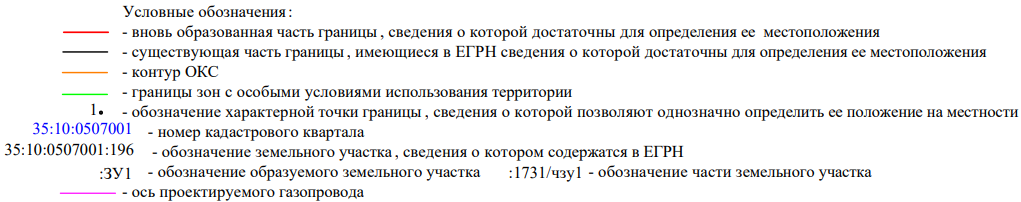 Условные обозначения:
- вновь образованная часть границы, сведения о которой достаточны для определения ее местоположения
- существующая часть границы, имеющиеся в ЕГРН сведения о которой достаточны для определения ее местоположения
- контур ОКС
- границы зон с особыми условиями использования территории
1. - обозначение характерной точки границы, сведения о которой позволяют однозначно определить ее положение на местности
35:10:0507001 - номер кадастрового квартала
35:10:0507001:196 - обозначение земельного участка, сведения о котором содержатся в ЕГРН
:ЗУ1 - обозначение образуемого земельного участка :1731/чзу1 - обозначение части земельного участка
- ось проектируемого газопровода